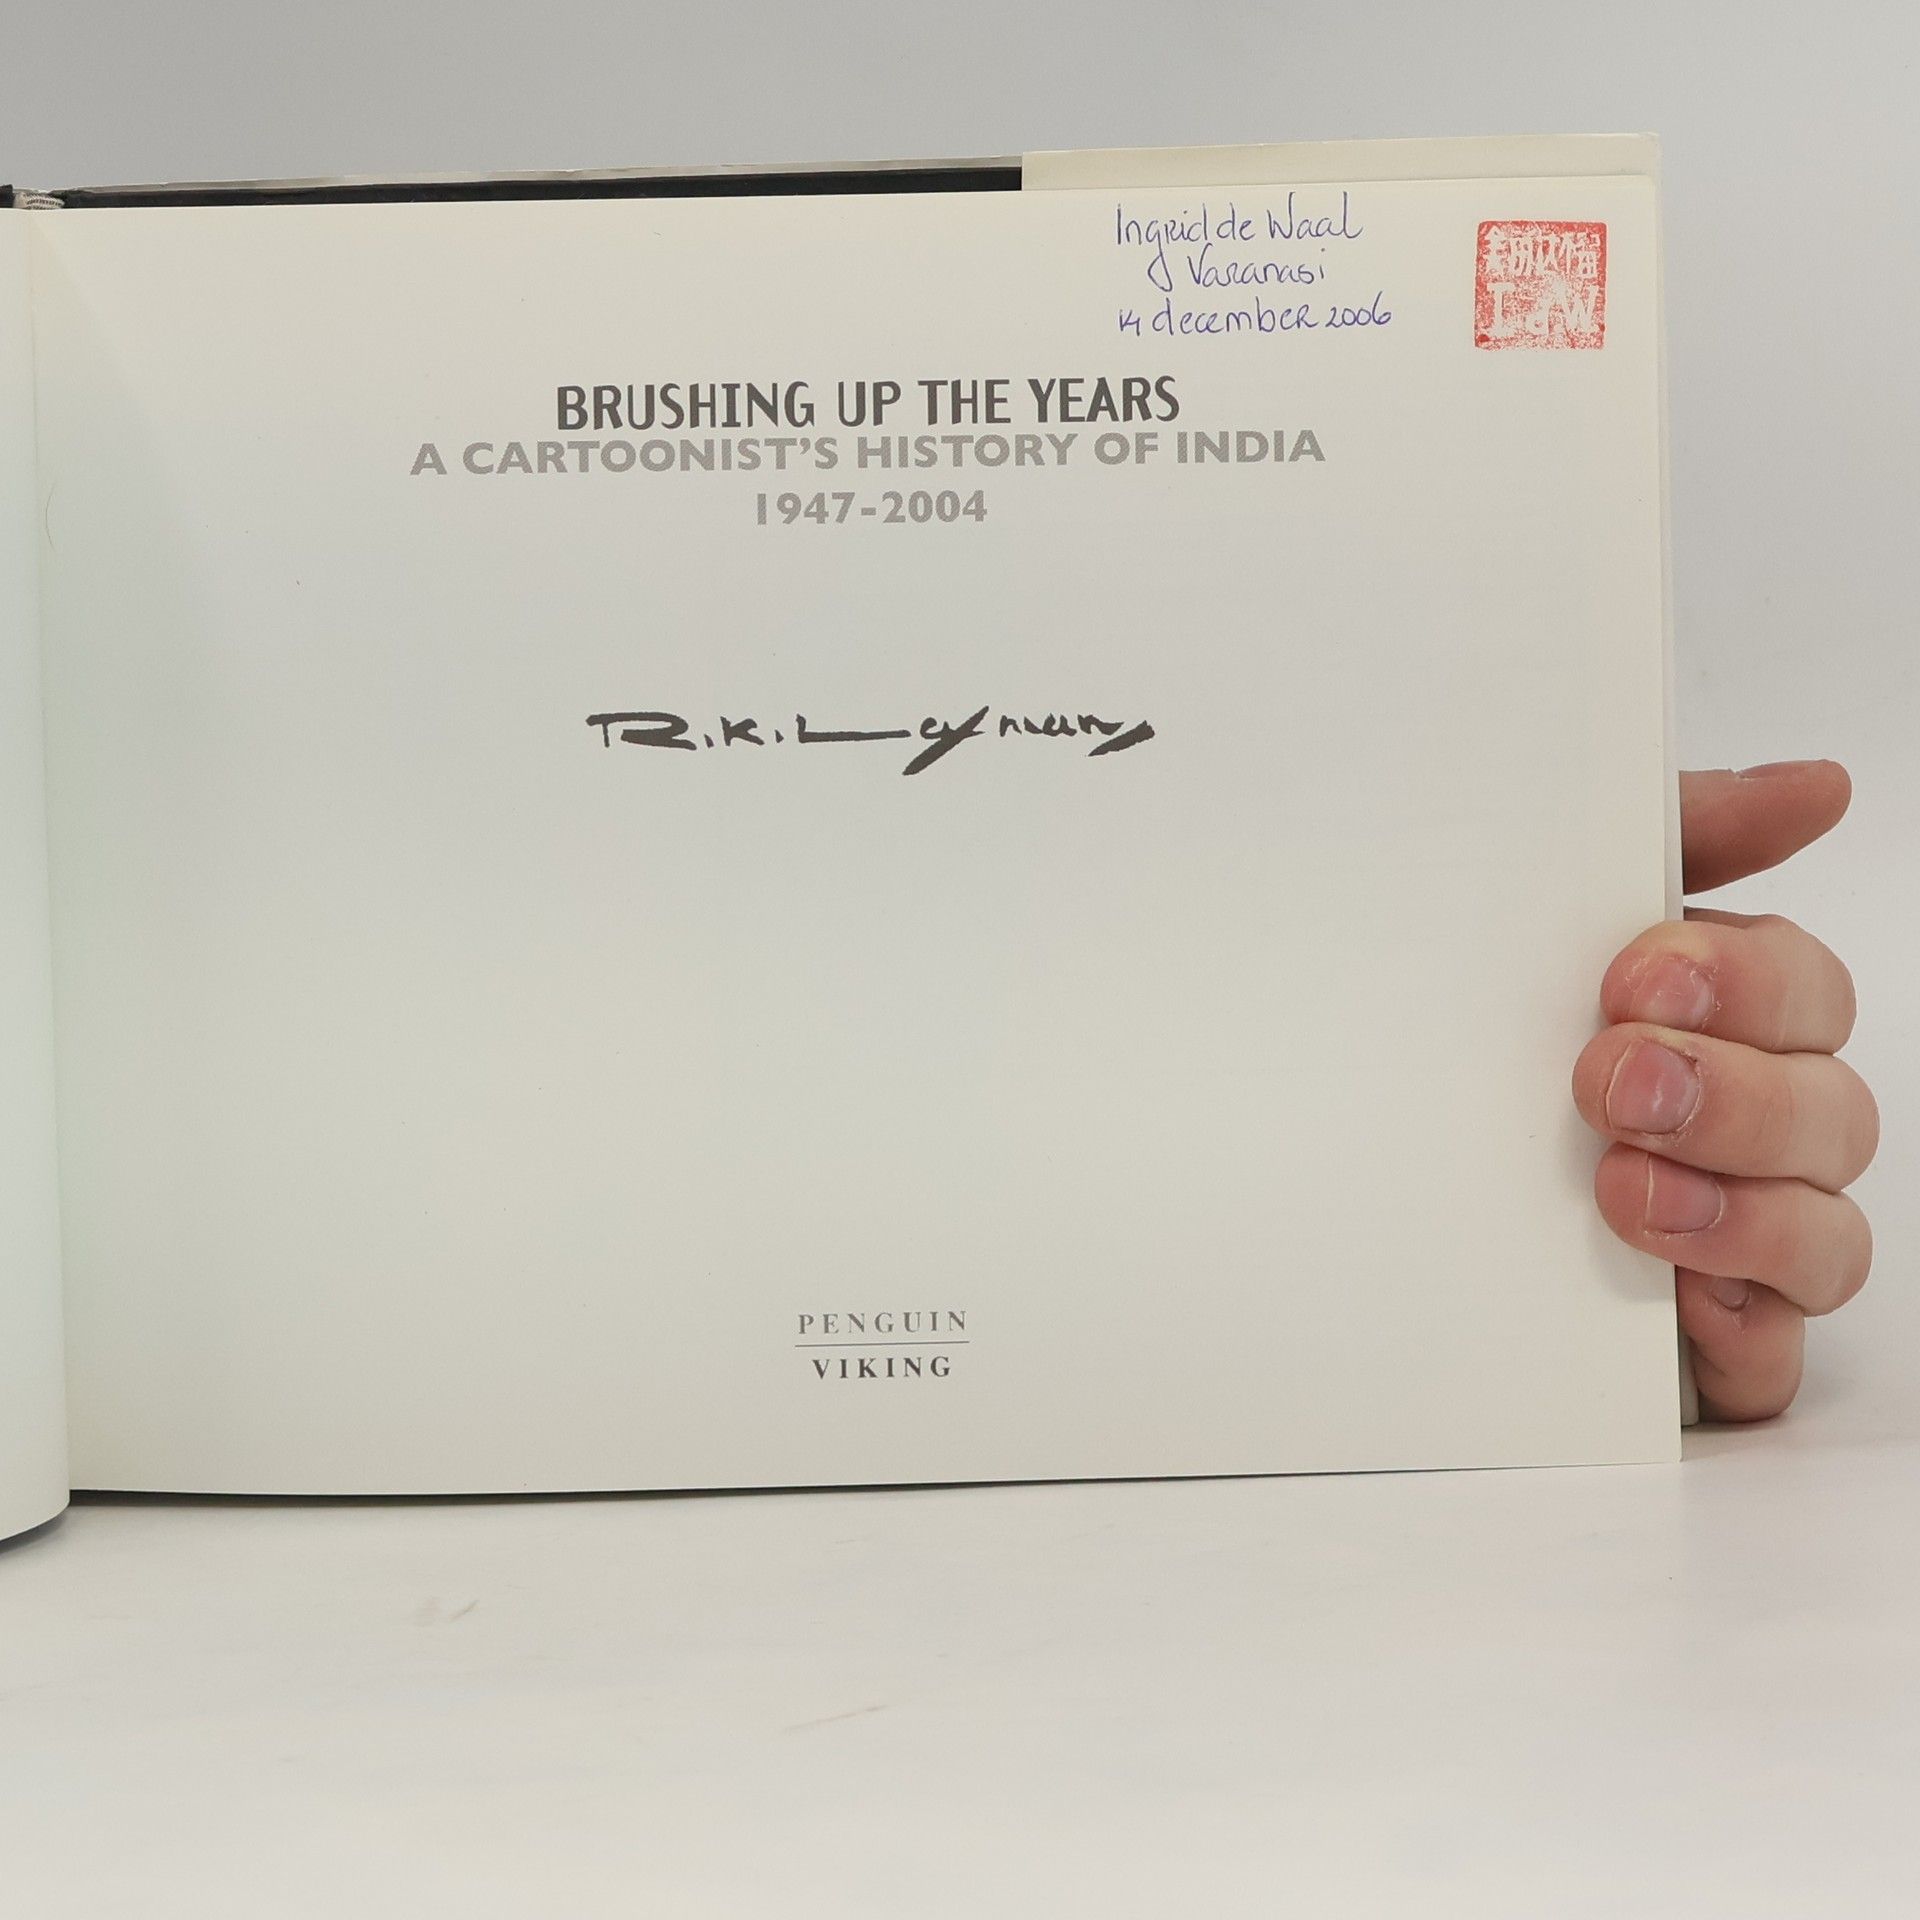 Ingrid de Waal
Varanasi
14 december 2006
BRUSHING UP THE YEARS
A CARTOONIST'S HISTORY OF INDIA
1947-2004
R.K. Laxman
PENGUIN
VIKING